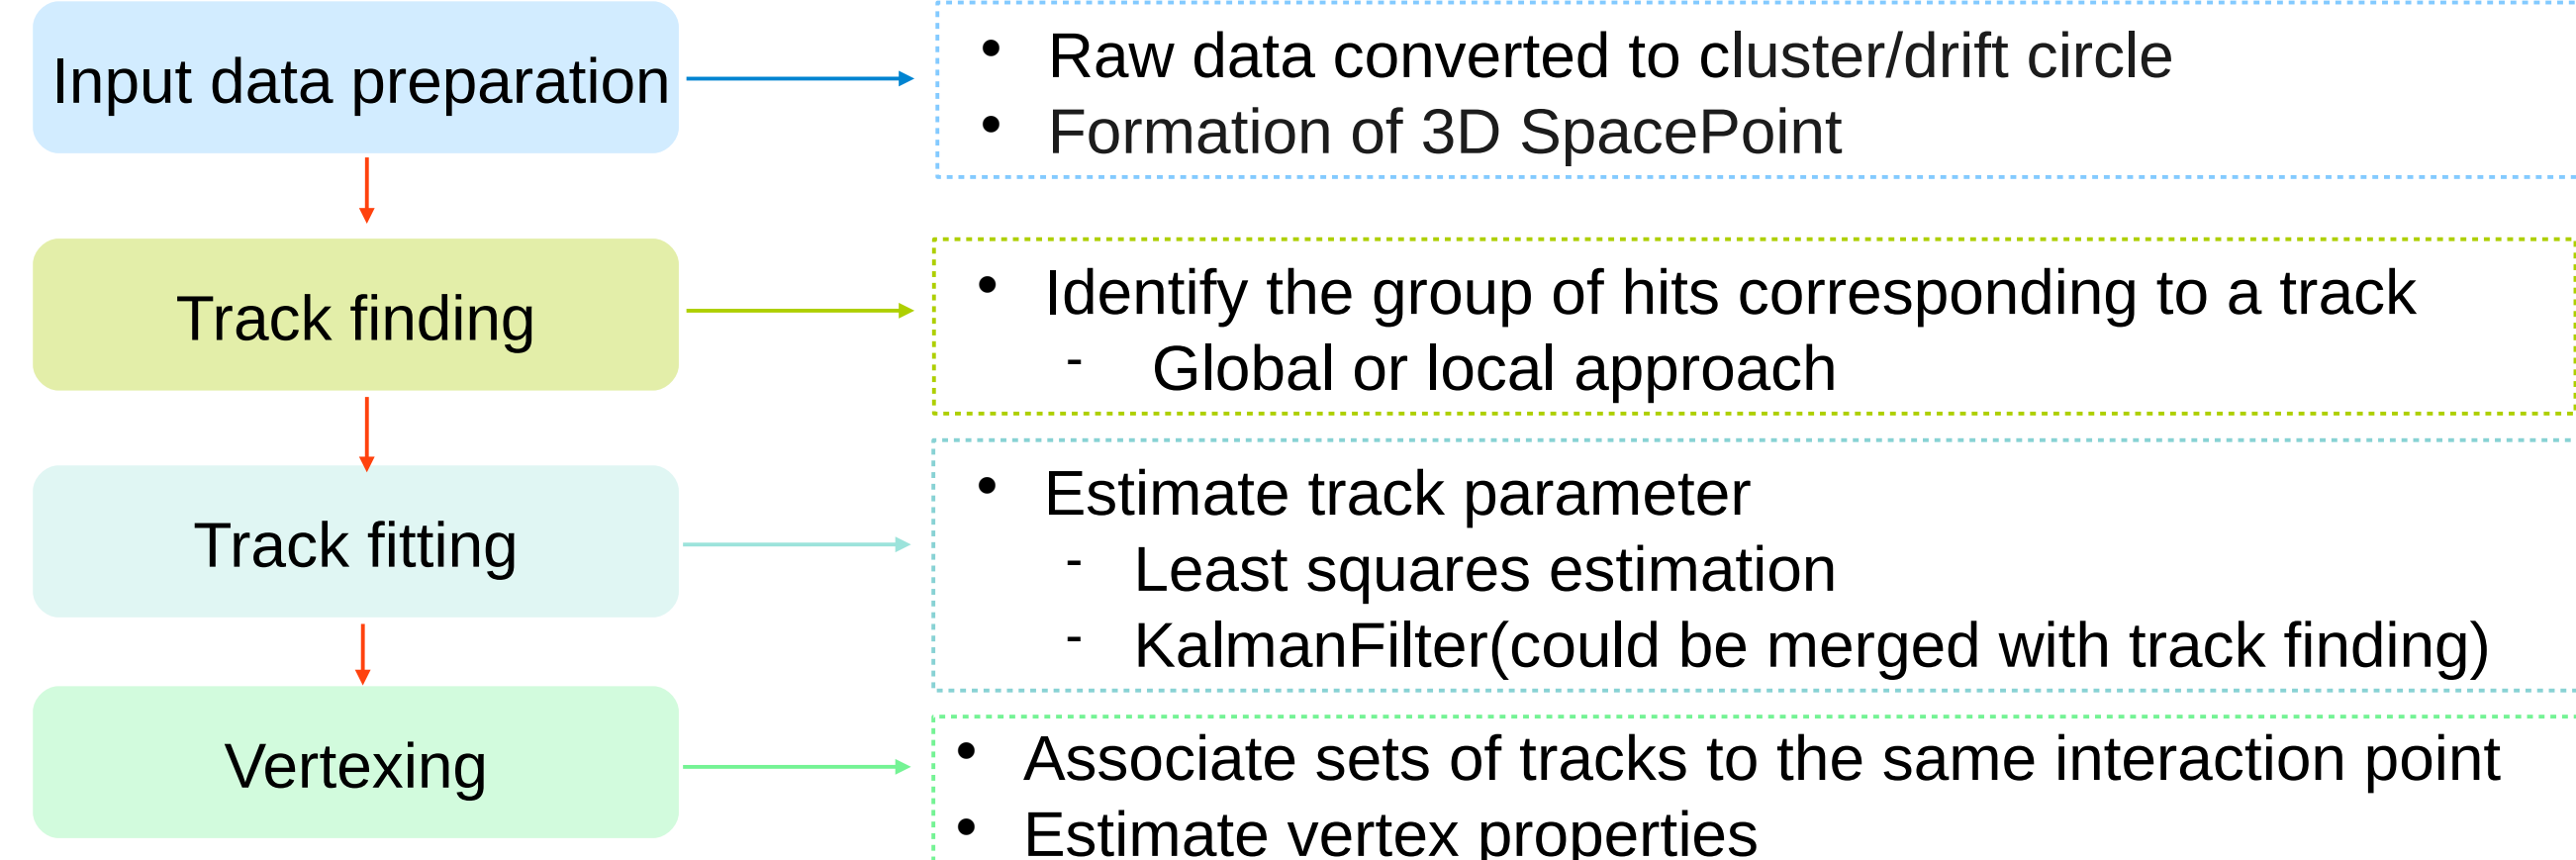 Input data preparation
• Raw data converted to cluster/drift circle
• Formation of 3D SpacePoint
Track finding
• Identify the group of hits corresponding to a track
- Global or local approach
Track fitting
• Estimate track parameter
- Least squares estimation
- KalmanFilter(could be merged with track finding)
Vertexing
• Associate sets of tracks to the same interaction point
• Estimate vertex properties